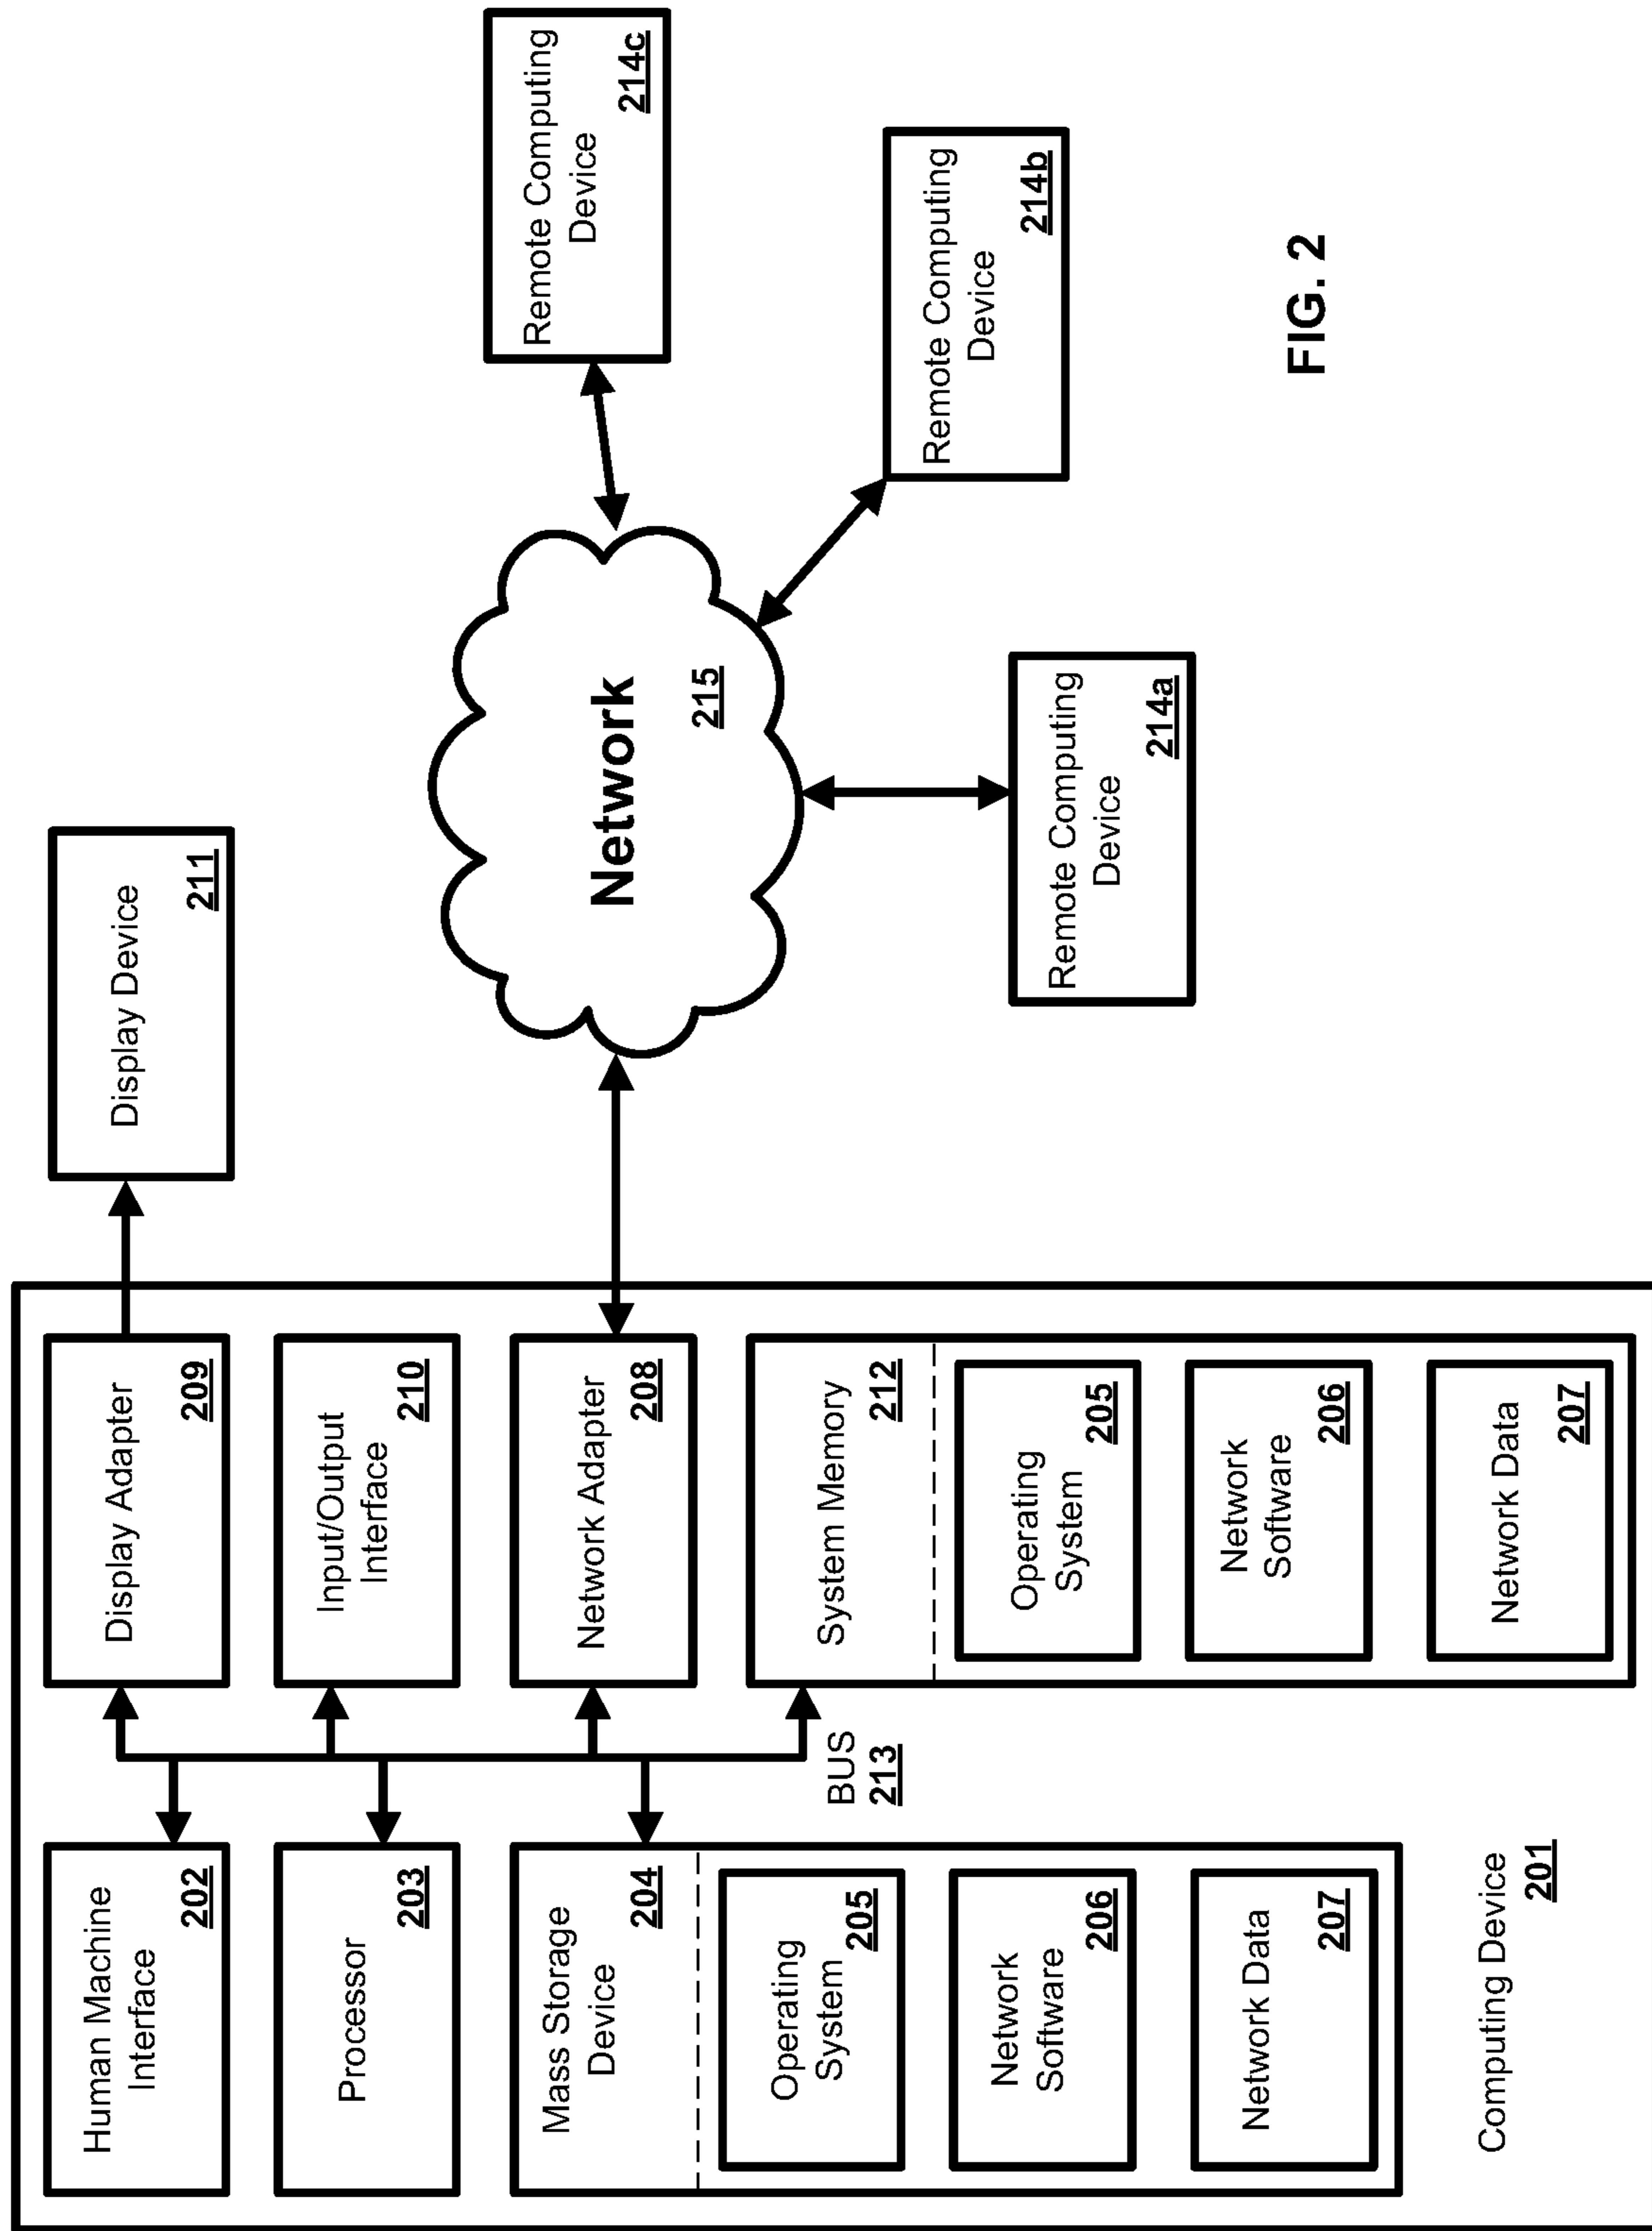 Human Machine
Interface
202
Processor
203
Mass Storage
Device
204
Operating
System
205
Network
Software
206
Network Data
207
Computing Device
201
BUS
213
Display Adapter
209
Input/Output
Interface
210
Network Adapter
208
System Memory
212
Operating
System
205
Network
Software
206
Network Data
207
Display Device
211
Network
215
Remote Computing
Device
214a
Remote Computing
Device
214b
Remote Computing
Device
214c
FIG. 2